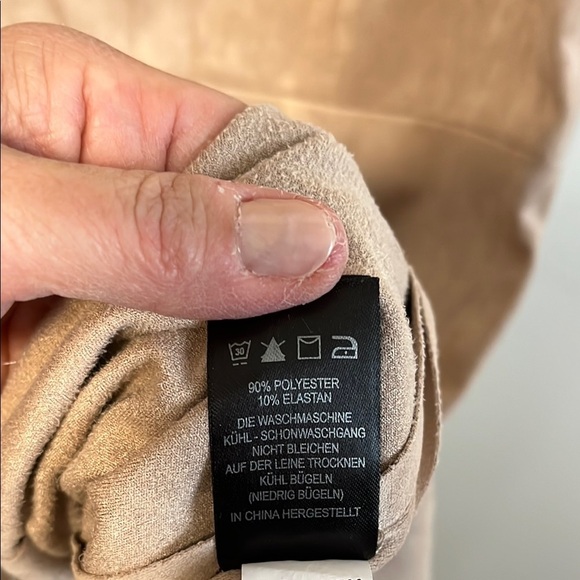 30
90% POLYESTER
10% ELASTAN
DIE WASCHMASCHINE
KÜHL - SCHONWASCHGANG
NICHT BLEICHEN
AUF DER LEINE TROCKNEN
KÜHL BÜGELN
(NIEDRIG BÜGELN)
IN CHINA HERGESTELLT